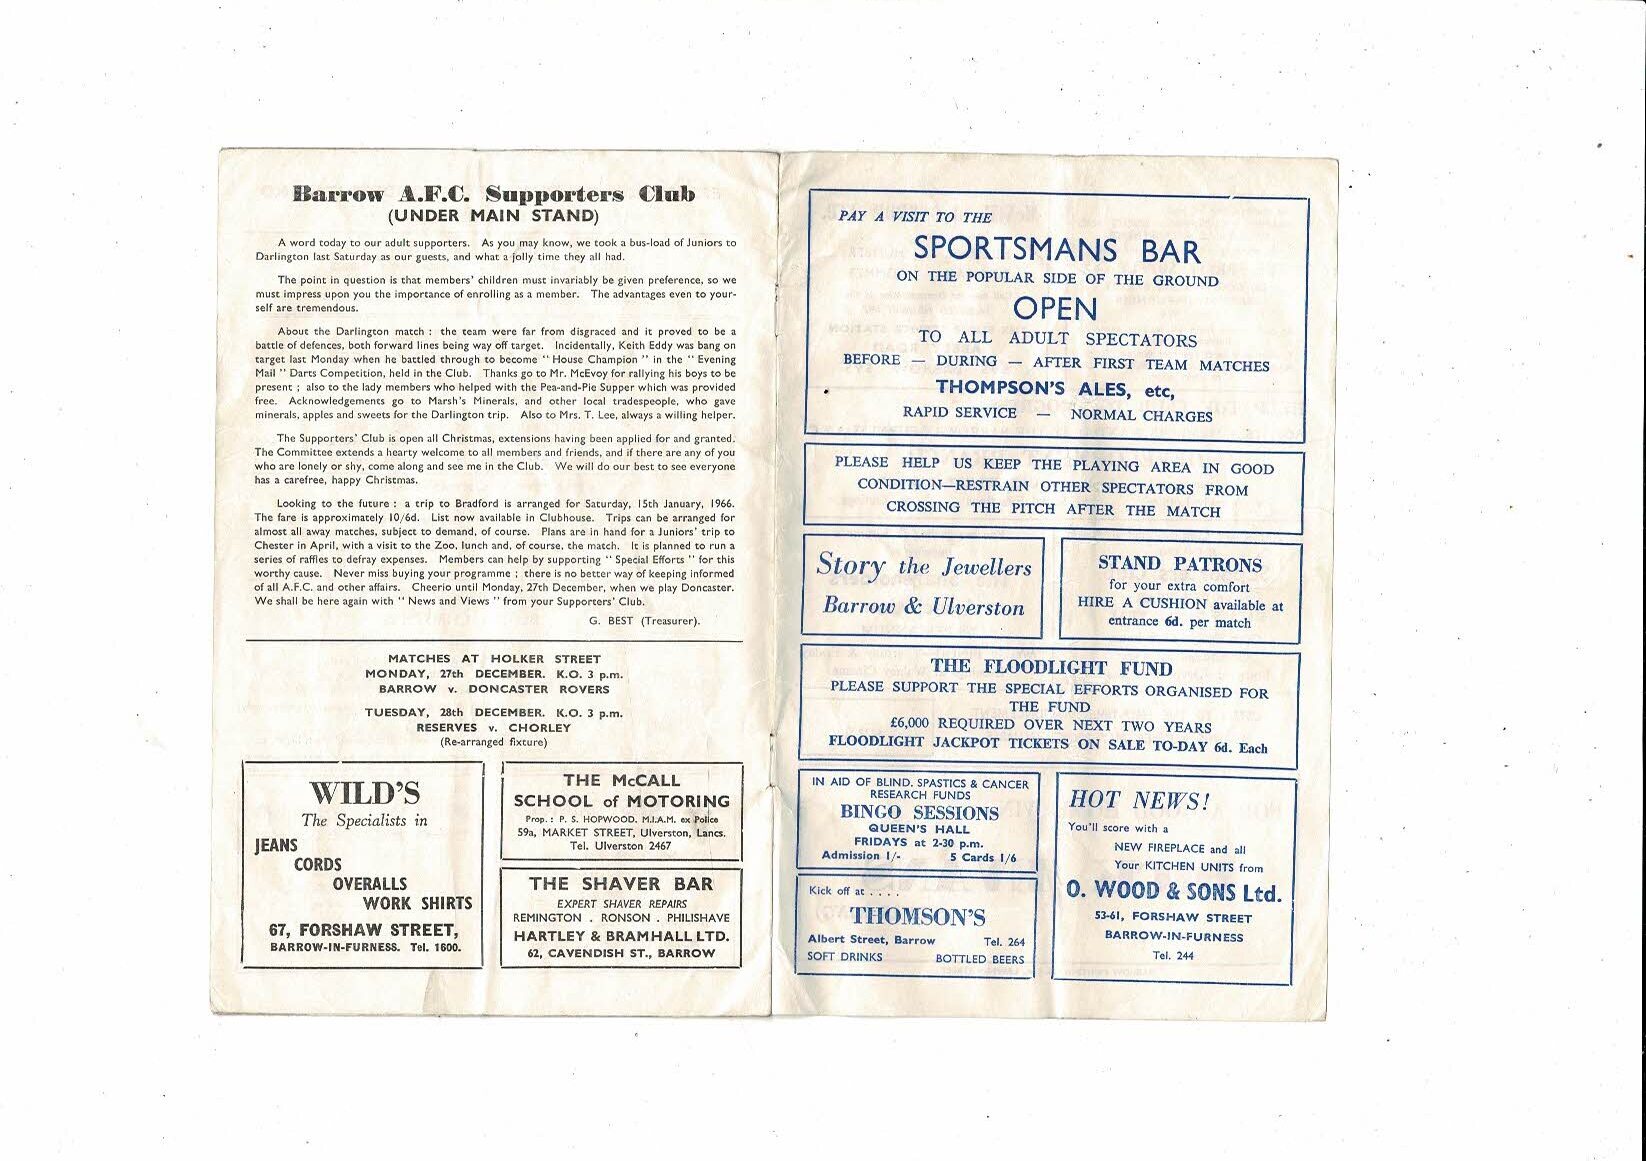 Barrow A.F.C. Supporters Club
(UNDER MAIN STAND)
A word today to our adult supporters. As you may know, we took a bus-load of Juniors to
Darlington last Saturday as our guests, and what a jolly time they all had.
The point in question is that members' children must invariably be given preference, so we
must impress upon you the importance of enrolling as a member. The advantages even to your-
self are tremendous.
About the Darlington match : the team were far from disgraced and it proved to be a
battle of defences, both forward lines being way off target. Incidentally, Keith Eddy was bang on
target last Monday when he battled through to become " House Champion " in the " Evening
Mail " Darts Competition, held in the Club. Thanks go to Mr. McEvoy for rallying his boys to be
present ; also to the lady members who helped with the Pea-and-Pie Supper which was provided
free. Acknowledgements go to Marsh's Minerals, and other local tradespeople, who gave
minerals, apples and sweets for the Darlington trip. Also to Mrs. T. Lee, always a willing helper.
The Supporters' Club is open all Christmas, extensions having been applied for and granted.
The Committee extends a hearty welcome to all members and friends, and if there are any of you
who are lonely or shy, come along and see me in the Club. We will do our best to see everyone
has a carefree, happy Christmas.
Looking to the future : a trip to Bradford is arranged for Saturday, 15th January, 1966.
The fare is approximately 10/6d. List now available in Clubhouse. Trips can be arranged for
almost all away matches, subject to demand, of course. Plans are in hand for a Juniors' trip to
Chester in April, with a visit to the Zoo, lunch and, of course, the match. It is planned to run a
series of raffles to defray expenses. Members can help by supporting " Special Efforts " for this
worthy cause. Never miss buying your programme ; there is no better way of keeping informed
of all A.F.C. and other affairs. Cheerio until Monday, 27th December, when we play Doncaster.
We shall be here again with " News and Views " from your Supporters' Club.
G. BEST (Treasurer).
MATCHES AT HOLKER STREET
MONDAY, 27th DECEMBER. K.O. 3 p.m.
BARROW v. DONCASTER ROVERS
TUESDAY, 28th DECEMBER. K.O. 3 p.m.
RESERVES v. CHORLEY
(Re-arranged fixture)
WILD'S
The Specialists in
JEANS
CORDS
OVERALLS
WORK SHIRTS
67, FORSHAW STREET,
BARROW-IN-FURNESS. Tel. 1600.
THE McCALL
SCHOOL of MOTORING
Prop. : P. S. HOPWOOD. M.I.A.M. ex Police
59a, MARKET STREET, Ulverston, Lancs.
Tel. Ulverston 2467
THE SHAVER BAR
EXPERT SHAVER REPAIRS
REMINGTON . RONSON . PHILISHAVE
HARTLEY & BRAMHALL LTD.
62, CAVENDISH ST., BARROW
PAY A VISIT TO THE
SPORTSMANS BAR
ON THE POPULAR SIDE OF THE GROUND
OPEN
TO ALL ADULT SPECTATORS
BEFORE — DURING — AFTER FIRST TEAM MATCHES
THOMPSON'S ALES, etc,
RAPID SERVICE — NORMAL CHARGES
PLEASE HELP US KEEP THE PLAYING AREA IN GOOD
CONDITION—RESTRAIN OTHER SPECTATORS FROM
CROSSING THE PITCH AFTER THE MATCH
Story the Jewellers
Barrow & Ulverston
STAND PATRONS
for your extra comfort
HIRE A CUSHION available at
entrance 6d. per match
THE FLOODLIGHT FUND
PLEASE SUPPORT THE SPECIAL EFFORTS ORGANISED FOR
THE FUND
£6,000 REQUIRED OVER NEXT TWO YEARS
FLOODLIGHT JACKPOT TICKETS ON SALE TO-DAY 6d. Each
IN AID OF BLIND, SPASTICS & CANCER
RESEARCH FUNDS
BINGO SESSIONS
QUEEN'S HALL
FRIDAYS at 2-30 p.m.
Admission 1/- 5 Cards 1/6
Kick off at . . . .
THOMSON'S
Albert Street, Barrow Tel. 264
SOFT DRINKS BOTTLED BEERS
HOT NEWS!
You'll score with a
NEW FIREPLACE and all
Your KITCHEN UNITS from
O. WOOD & SONS Ltd.
53-61, FORSHAW STREET
BARROW-IN-FURNESS
Tel. 244